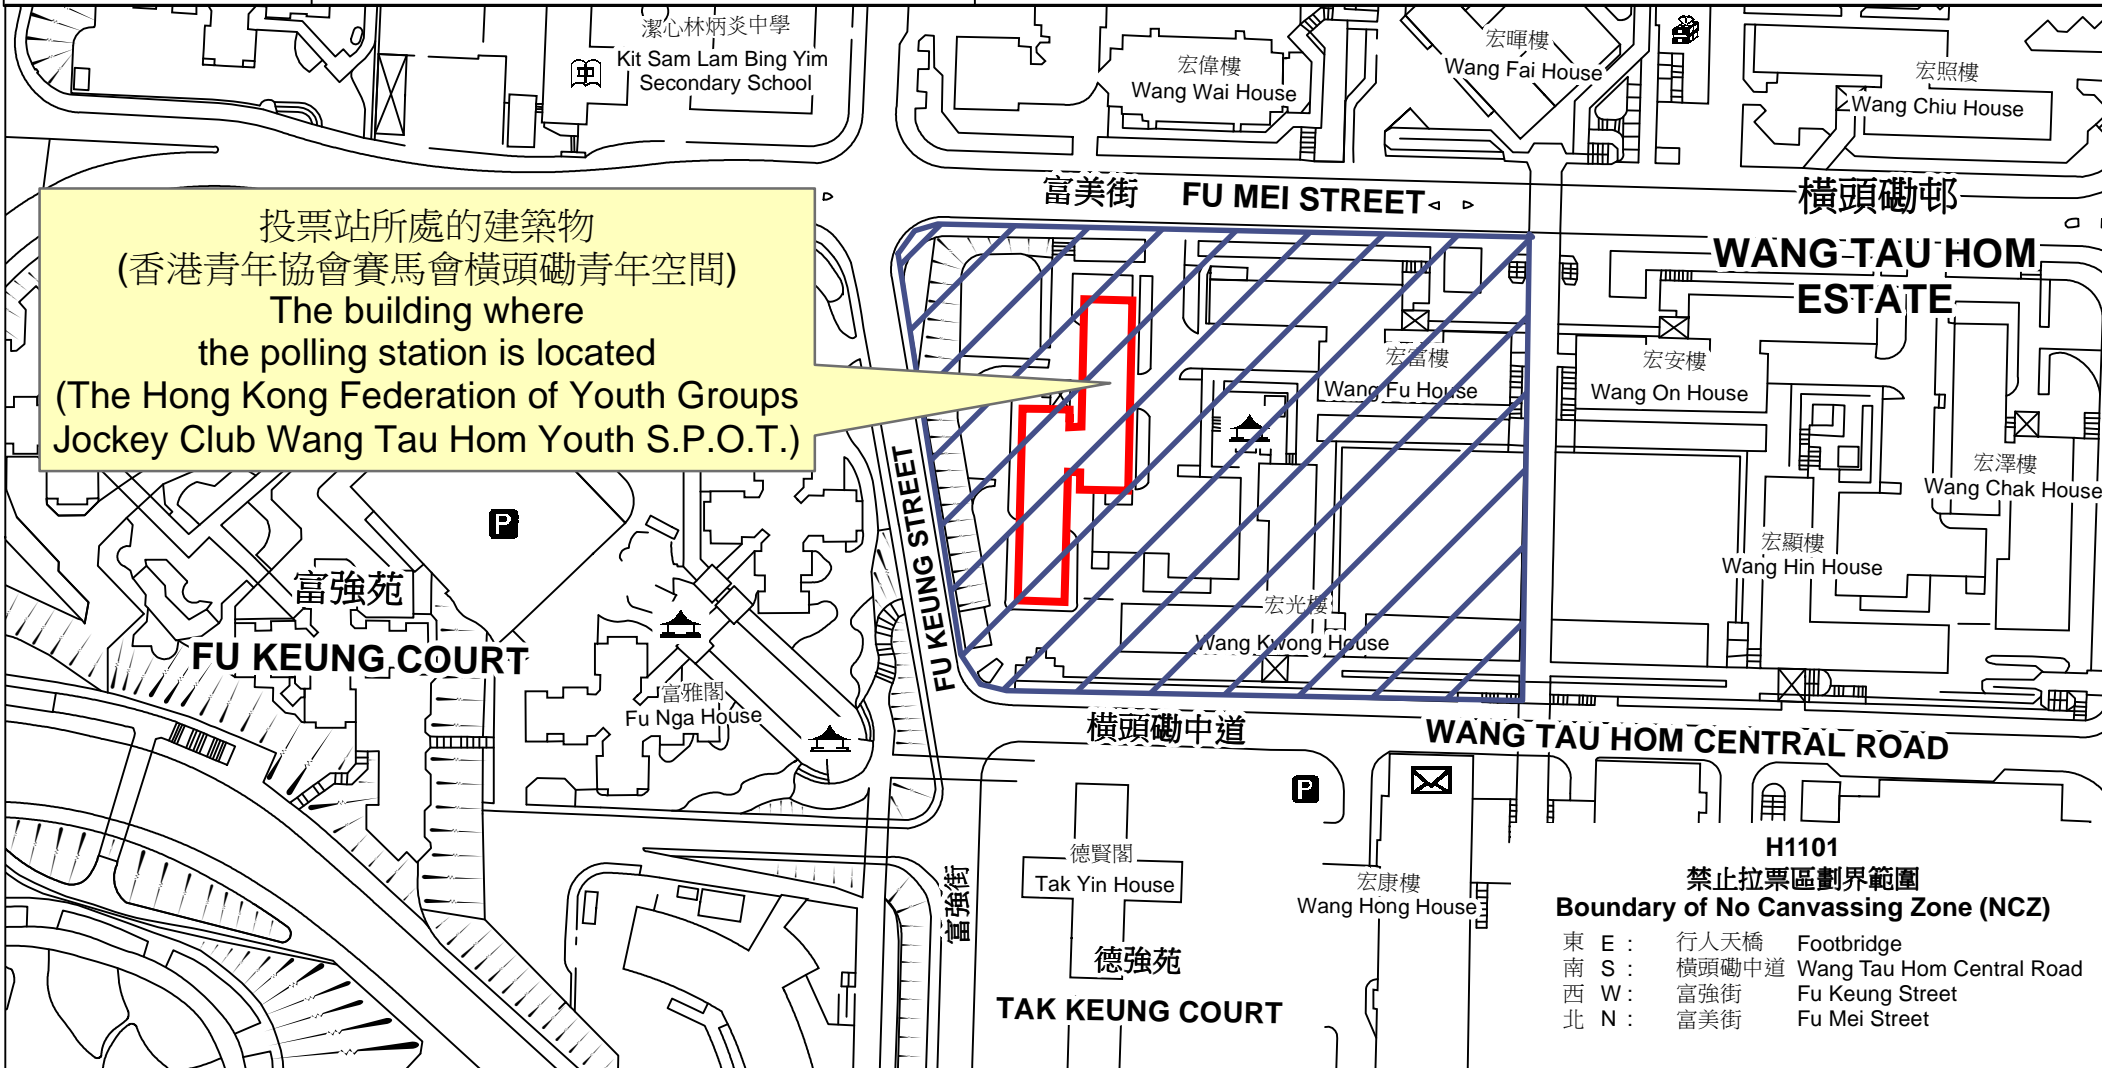 潔心林炳炎中學
Kit Sam Lam Bing Yim
Secondary School
宏偉樓
Wang Wai House
宏暉樓
Wang Fai House
宏照樓
Wang Chiu House
富美街 FU MEI STREET
橫頭磡邨
WANG TAU HOM
ESTATE
投票站所處的建築物
(香港青年協會賽馬會橫頭磡青年空間)
The building where
the polling station is located
(The Hong Kong Federation of Youth Groups
Jockey Club Wang Tau Hom Youth S.P.O.T.)
宏富樓
Wang Fu House
宏安樓
Wang On House
宏澤樓
Wang Chak House
宏顯樓
Wang Hin House
宏光樓
Wang Kwong House
FU KEUNG STREET
P
富強苑
FU KEUNG COURT
富雅閣
Fu Nga House
橫頭磡中道
WANG TAU HOM CENTRAL ROAD
P
德賢閣
Tak Yin House
宏康樓
Wang Hong House
富強街
德強苑
TAK KEUNG COURT
H1101
禁止拉票區劃界範圍
Boundary of No Canvassing Zone (NCZ)
東 E : 行人天橋 Footbridge
南 S : 橫頭磡中道 Wang Tau Hom Central Road
西 W : 富強街 Fu Keung Street
北 N : 富美街 Fu Mei Street